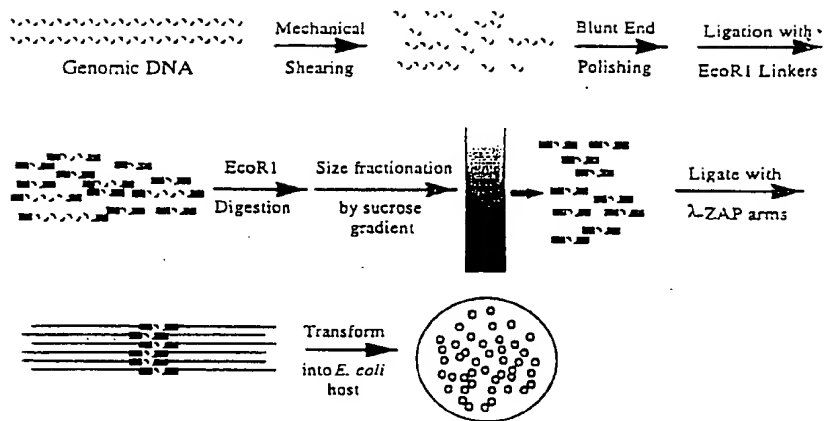 Genomic DNA
Mechanical
Shearing
Blunt End
Polishing
Ligation with
EcoR1 Linkers
EcoR1
Digestion
Size fractionation
by sucrose
gradient
Ligate with
λ-ZAP arms
Transform
into E. coli
host